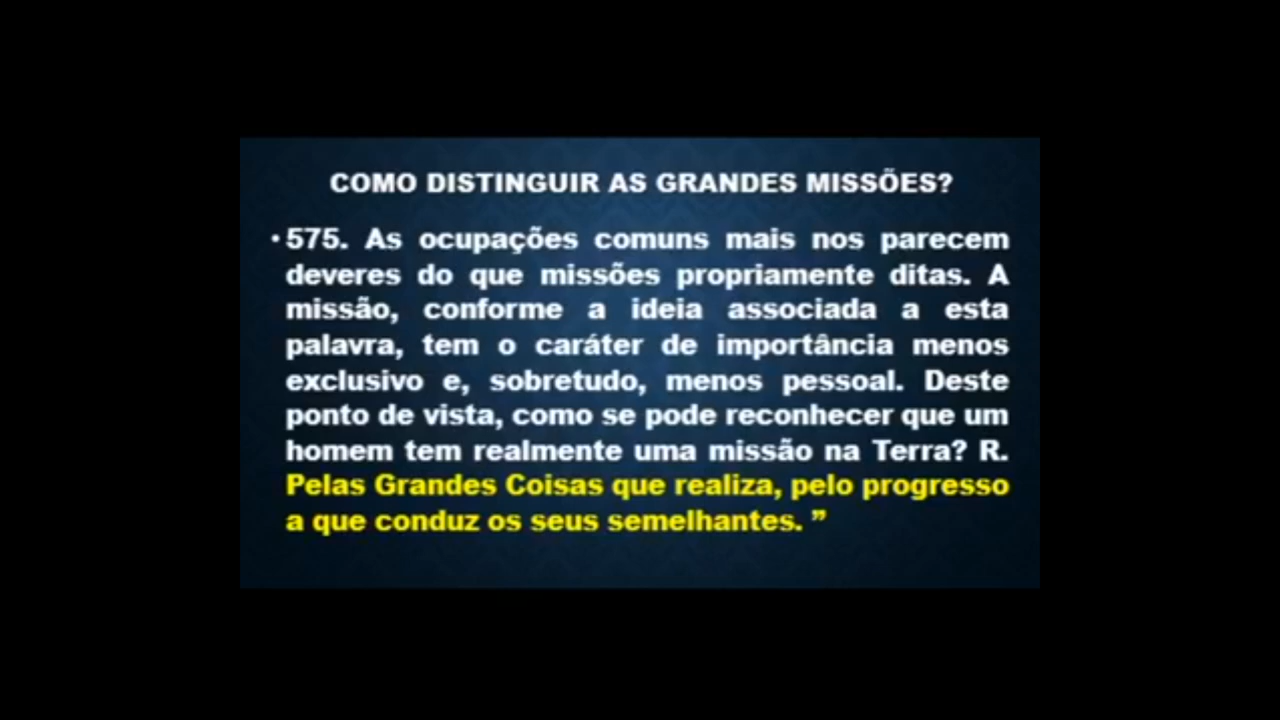 COMO DISTINGUIR AS GRANDES MISSÕES?
• 575. As ocupações comuns mais nos parecem
deveres do que missões propriamente ditas. A
missão, conforme a ideia associada a esta
palavra, tem o caráter de importância menos
exclusivo e, sobretudo, menos pessoal. Deste
ponto de vista, como se pode reconhecer que um
homem tem realmente uma missão na Terra? R.
Pelas Grandes Coisas que realiza, pelo progresso
a que conduz os seus semelhantes. ”